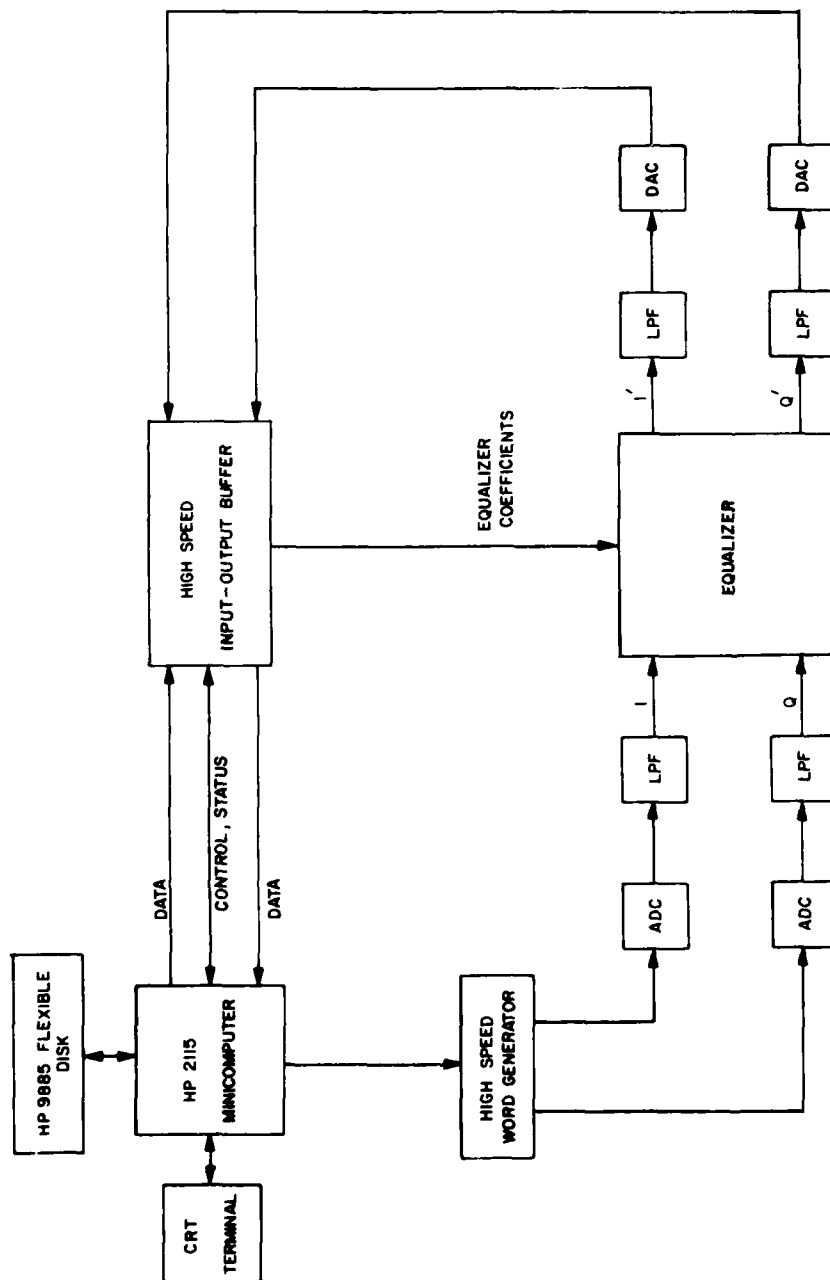 CRT
TERMINAL
HP 9885 FLEXIBLE
DISK
HP 2115
MINICOMPUTER
DATA
CONTROL, STATUS
DATA
HIGH SPEED
INPUT-OUTPUT BUFFER
HIGH SPEED
WORD GENERATOR
EQUALIZER
COEFFICIENTS
ADC
LPF
I
EQUALIZER
I'
LPF
DAC
ADC
LPF
Q
Q'
LPF
DAC